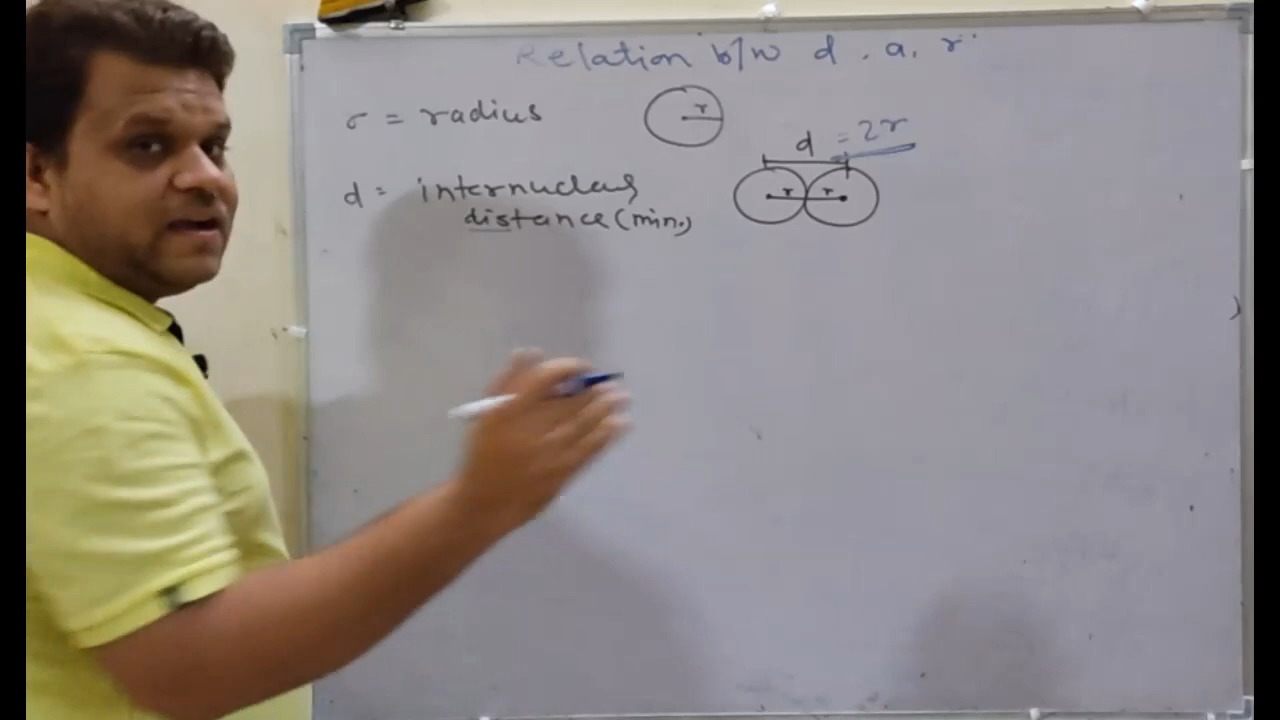 Relation b/w d, a, r
r = radius
r
d = 2r
d = internuclear
distance (min.)
r r